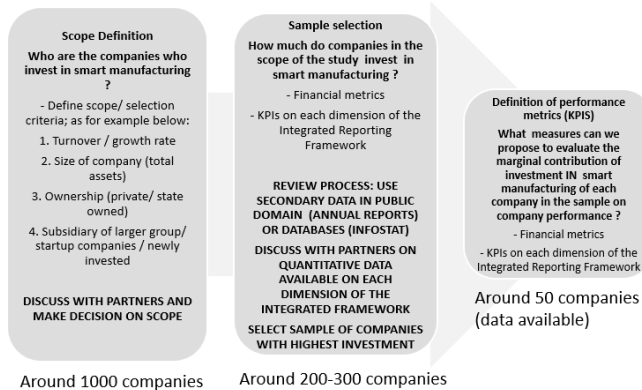 Scope Definition
Who are the companies who
invest in smart manufacturing
?
- Define scope/ selection
criteria; as for example below:
1. Turnover / growth rate
2. Size of company (total
assets)
3. Ownership (private/ state
owned)
4. Subsidiary of larger group/
startup companies / newly
invested
DISCUSS WITH PARTNERS AND
MAKE DECISION ON SCOPE
Around 1000 companies
Sample selection
How much do companies in the
scope of the study invest in
smart manufacturing ?
- Financial metrics
- KPIs on each dimension of the
Integrated Reporting
Framework
REVIEW PROCESS: USE
SECONDARY DATA IN PUBLIC
DOMAIN (ANNUAL REPORTS)
OR DATABASES (INFOSTAT)
DISCUSS WITH PARTNERS ON
QUANTITATIVE DATA
AVAILABLE ON EACH
DIMENSION OF THE
INTEGRATED FRAMEWORK
SELECT SAMPLE OF COMPANIES
WITH HIGHEST INVESTMENT
Around 200-300 companies
Definition of performance
metrics (KPIS)
What measures can we
propose to evaluate the
marginal contribution of
investment IN smart
manufacturing of each
company in the sample on
company performance ?
- Financial metrics
- KPIs on each dimension of the
Integrated Reporting Framework
Around 50 companies
(data available)